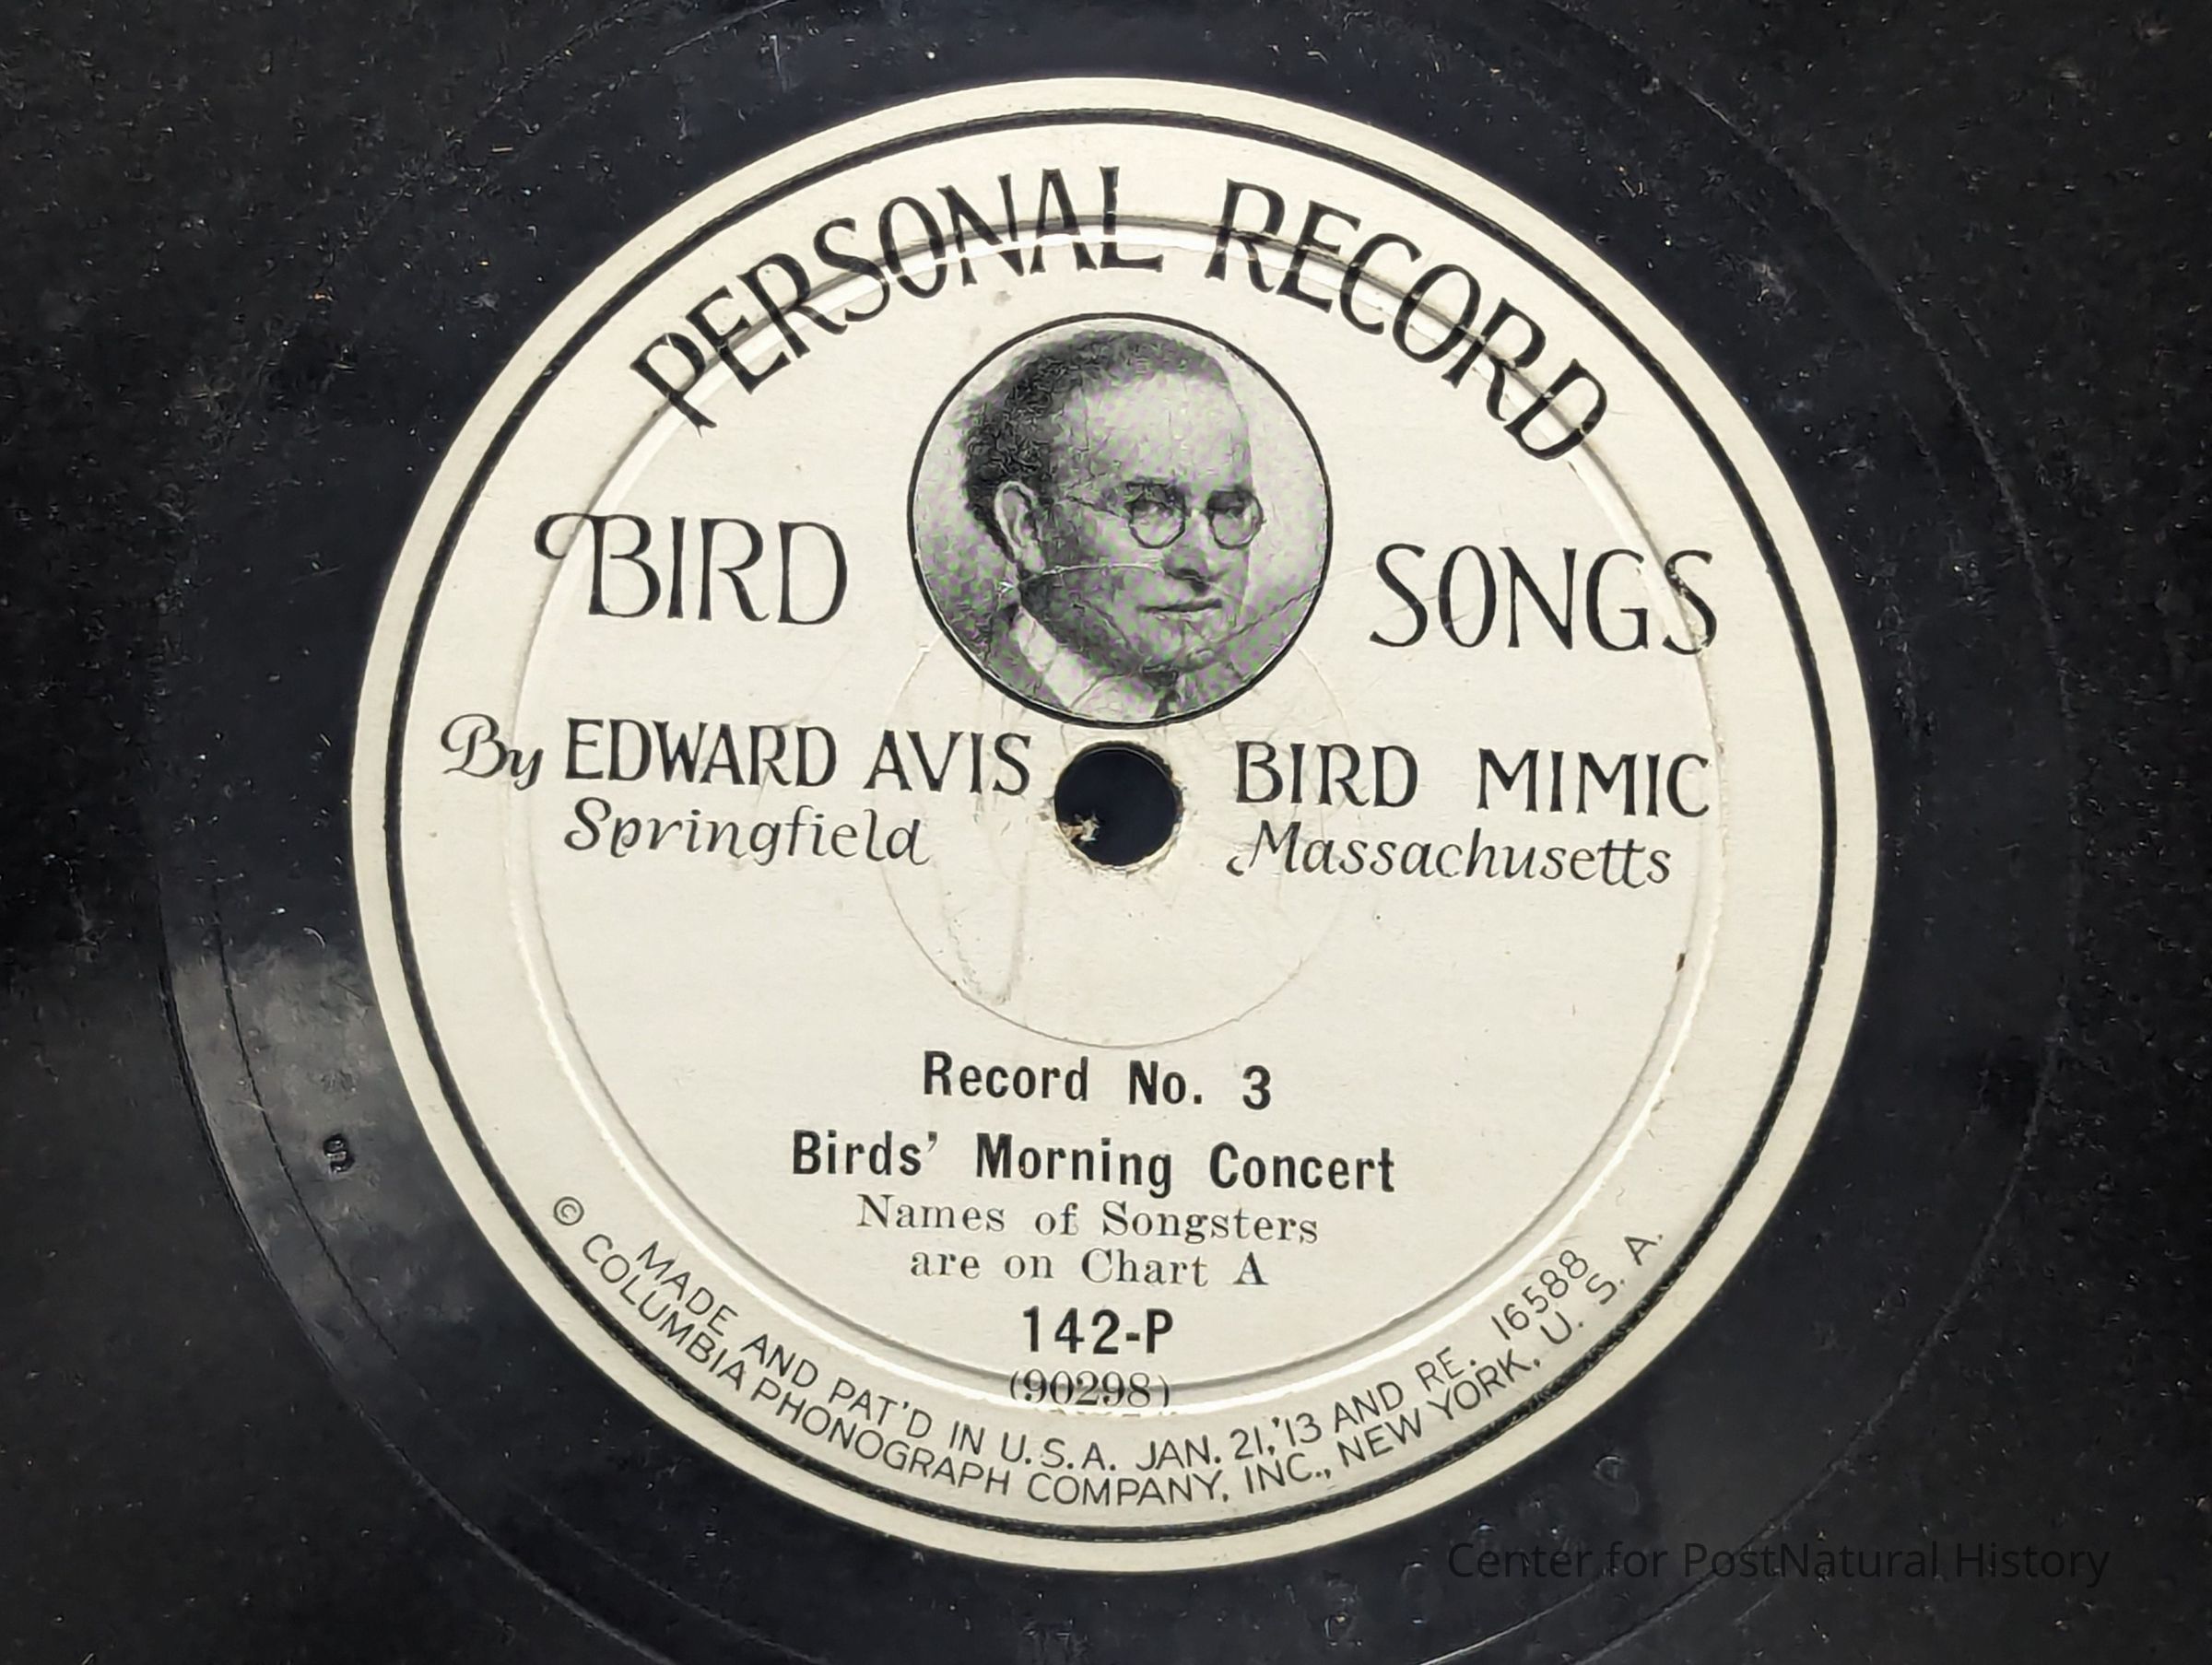 PERSONAL RECORD
BIRD SONGS
By EDWARD AVIS BIRD MIMIC
Springfield Massachusetts
Record No. 3
Birds' Morning Concert
Names of Songsters
are on Chart A
142-P
(90298)
MADE AND PAT'D IN U.S.A. JAN. 21,'13 AND RE. 16588
© COLUMBIA PHONOGRAPH COMPANY, INC., NEW YORK, U. S. A.
9
Center for PostNatural History